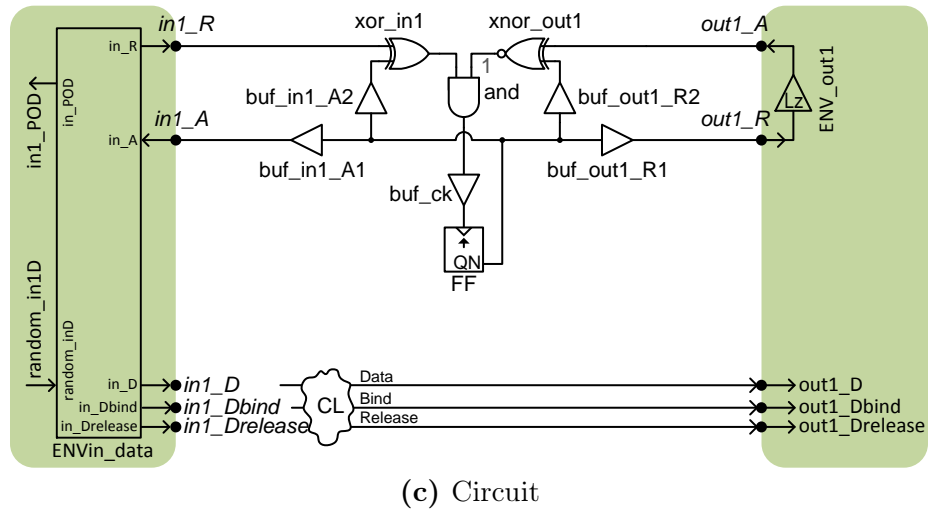 in1_R
xor_in1
xnor_out1
out1_A
in_R
1
and
in1_POD
in_POD
buf_in1_A2
buf_out1_R2
Lz
ENV_out1
in1_A
out1_R
in_A
buf_in1_A1
buf_out1_R1
buf_ck
QN
FF
random_in1D
random_inD
in_D
in1_D
Data
out1_D
in_Dbind
in1_Dbind
CL
Bind
out1_Dbind
in_Drelease
in1_Drelease
Release
out1_Drelease
ENVin_data
(c) Circuit